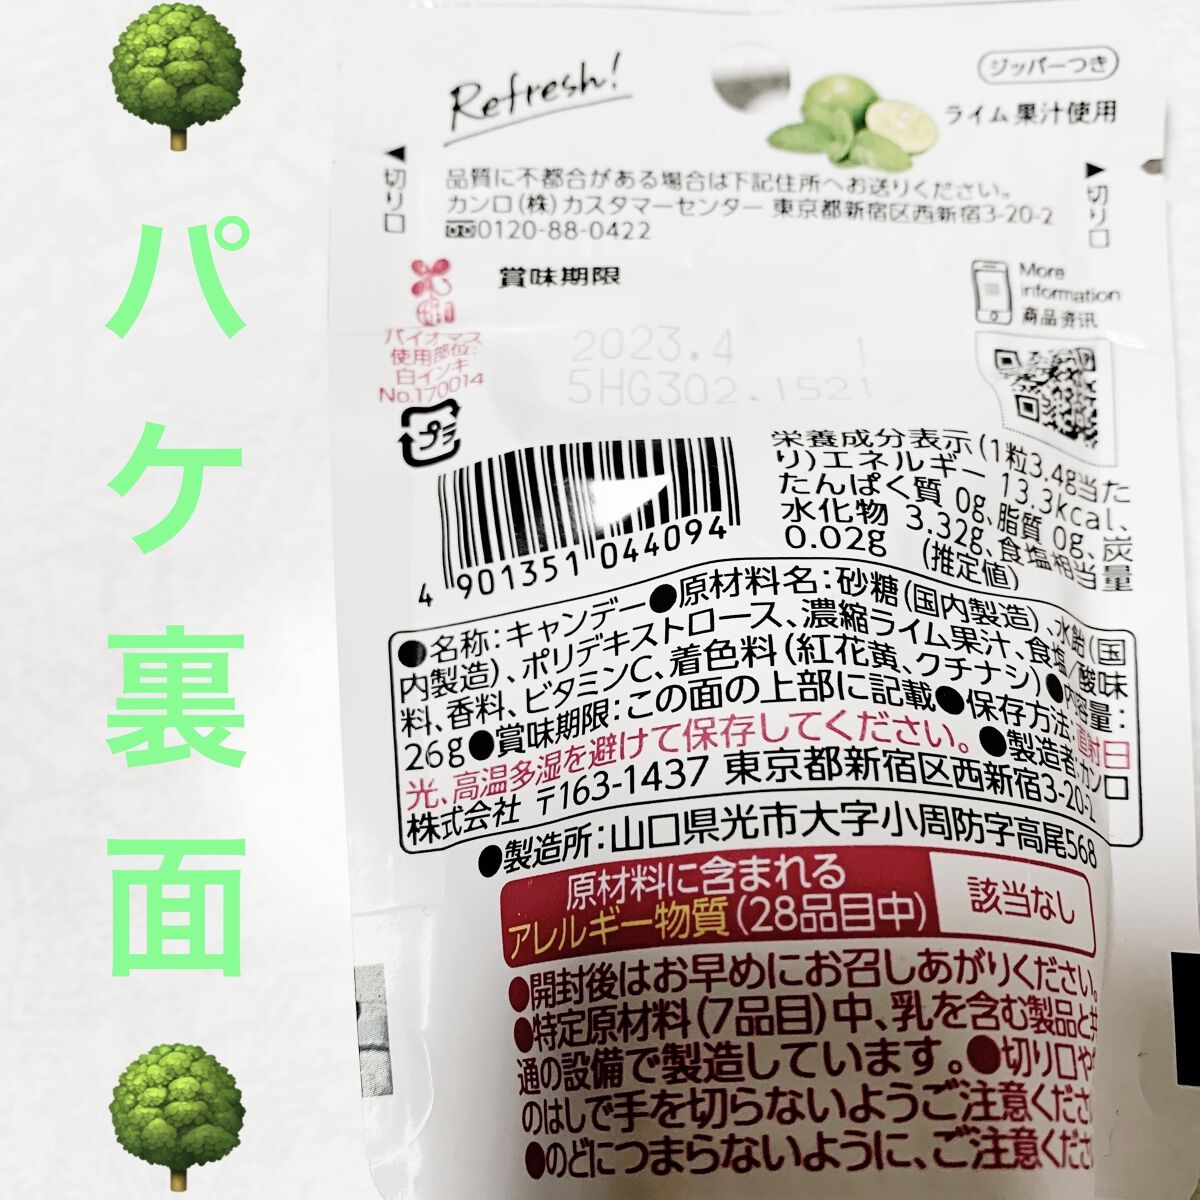 パケ裏面
Refresh!
ジッパーつき
ライム果汁使用
切り口
切り口
品質に不都合がある場合は下記住所へお送りください。
カンロ(株)カスタマーセンター 東京都新宿区西新宿3-20-2
0120-88-0422
賞味期限
2023.4 1
5HG302.1521
More
information
商品资讯
バイオマス
使用部位:
白インキ
No.170014
プラ
4 901351 044094
栄養成分表示(1粒3.4g当た
り)エネルギー 13.3kcal、
たんぱく質 0g、脂質 0g、炭
水化物 3.32g、食塩相当量
0.02g (推定値)
●名称:キャンデー●原材料名:砂糖(国内製造)、水飴(国
内製造)、ポリデキストロース、濃縮ライム果汁、食塩/酸味
料、香料、ビタミンC、着色料(紅花黄、クチナシ)●内容量:
26g●賞味期限:この面の上部に記載●保存方法:直射日
光、高温多湿を避けて保存してください。●製造者:カンロ
株式会社 〒163-1437 東京都新宿区西新宿3-20-2
●製造所:山口県光市大字小周防字高尾568
原材料に含まれる
アレルギー物質(28品目中)
該当なし
●開封後はお早めにお召しあがりください。
●特定原材料(7品目)中、乳を含む製品と共
通の設備で製造しています。●切り口や
のはしで手を切らないようご注意くださ
●のどにつまらないように、ご注意くださ